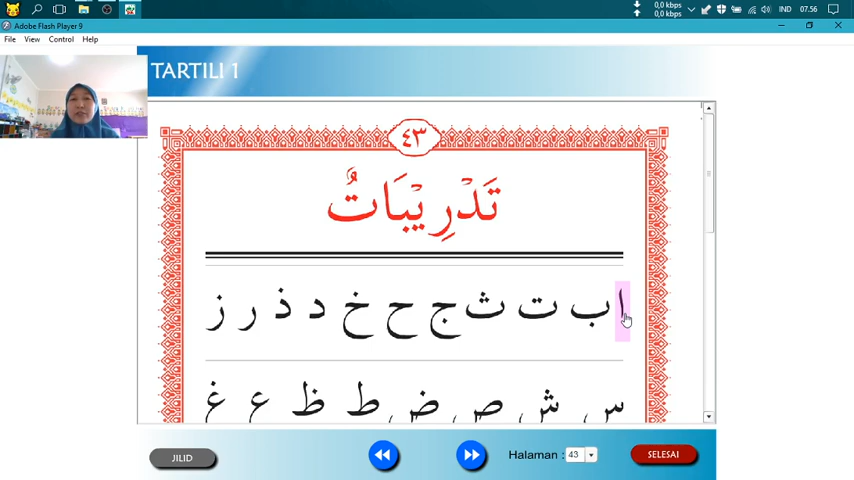 0,0 kbps
0,0 kbps
IND
07.56
Adobe Flash Player 9
File View Control Help
TARTILI 1
٤٣
تَدْرِيْبَاتٌ
ا ب ت ث ج ح خ د ذ ر ز
س ش ص ض ط ظ ع غ
JILID
Halaman : 43
SELESAI